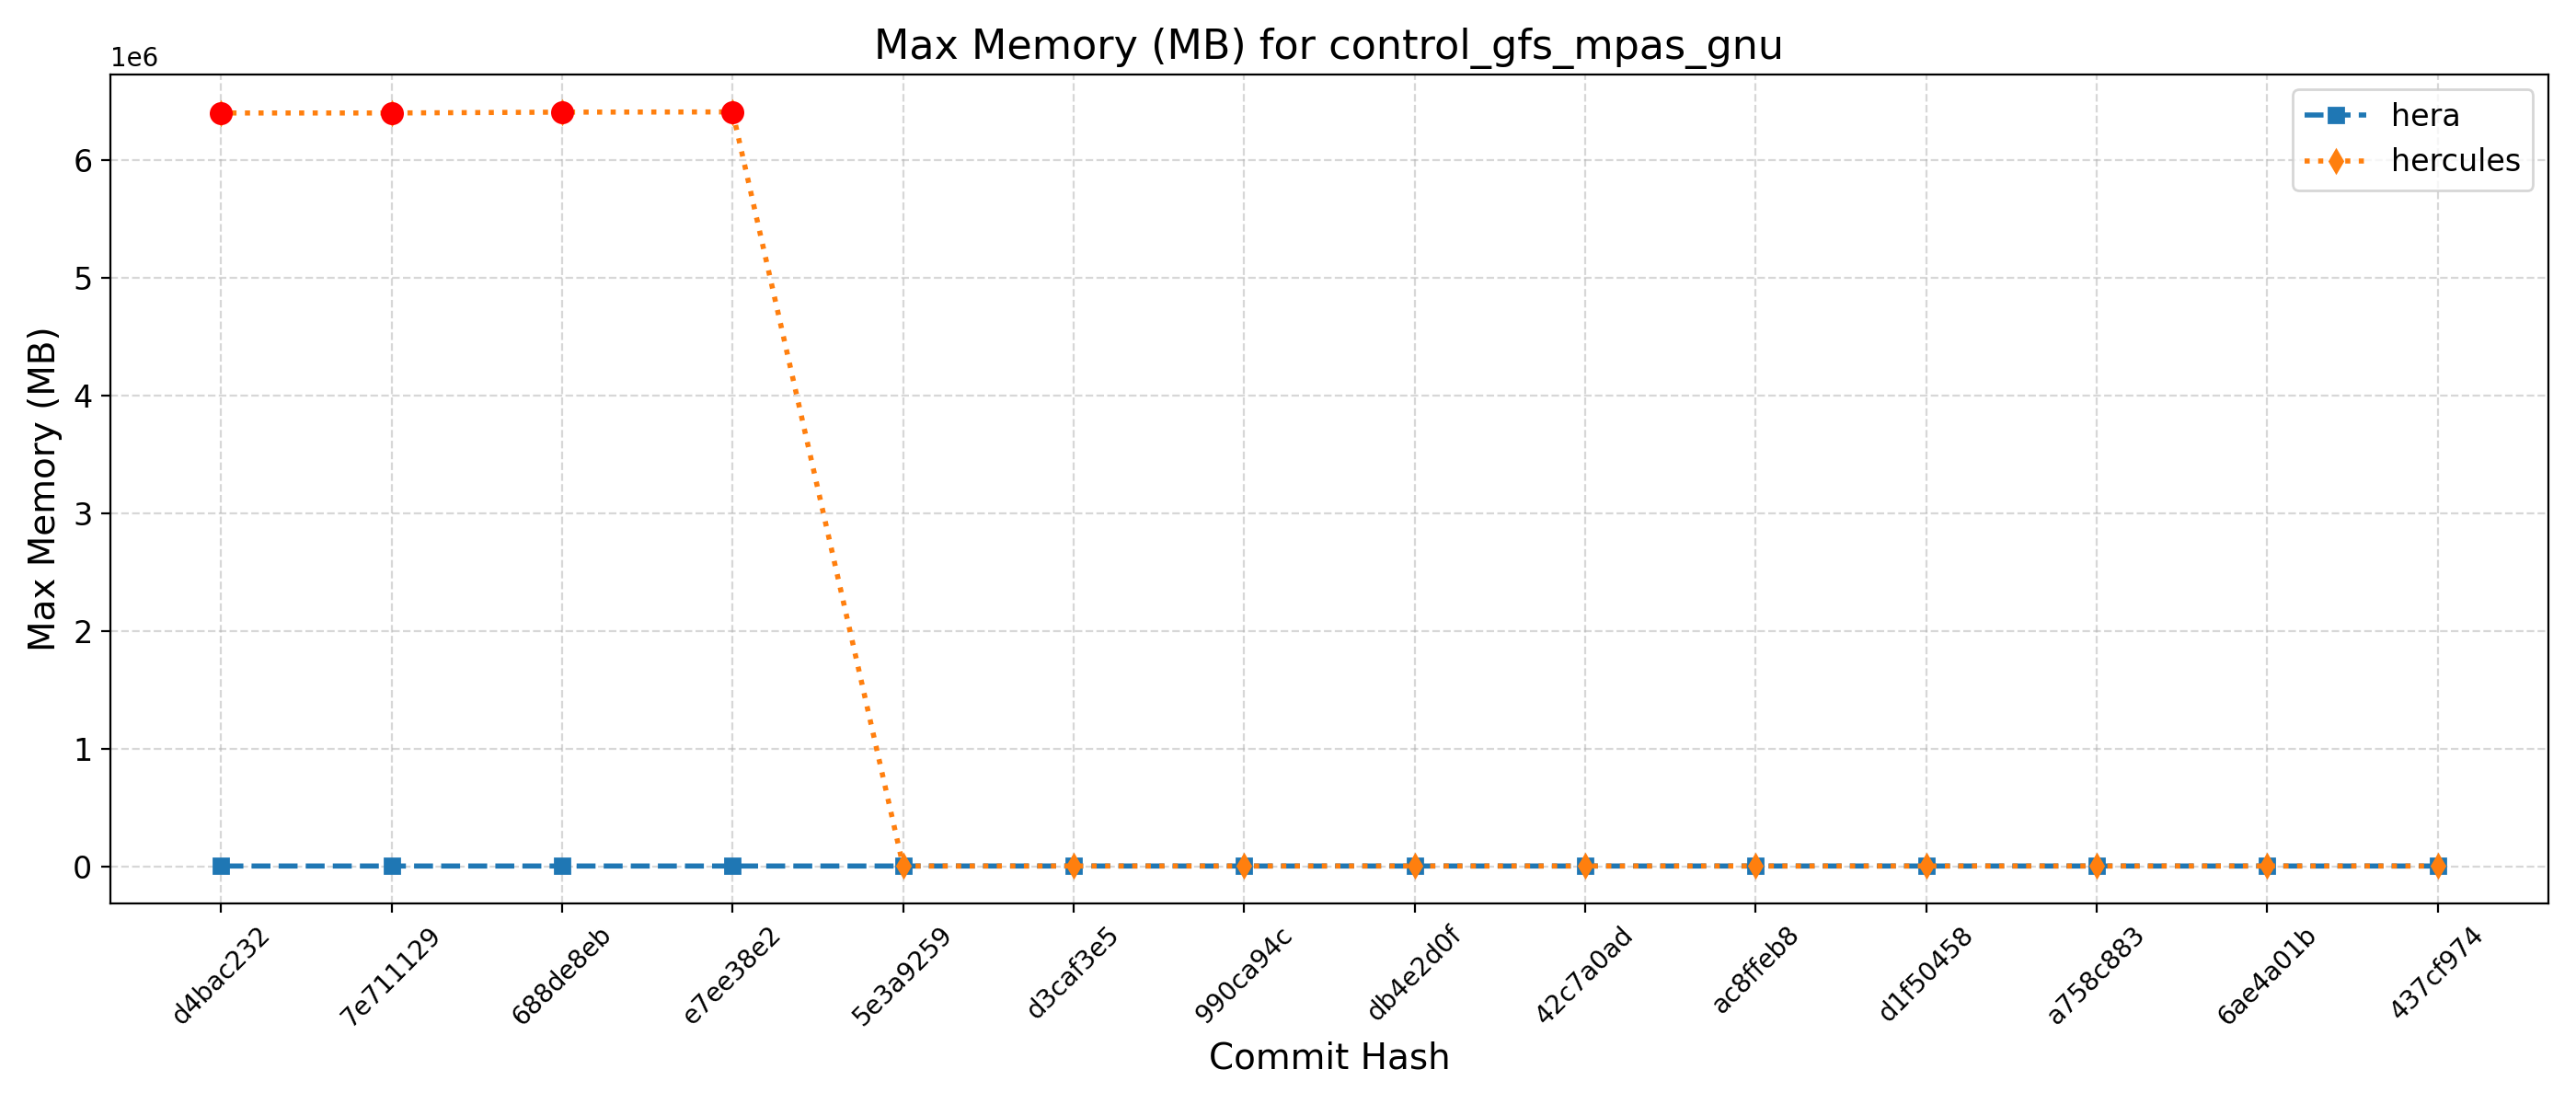 Max Memory (MB) for control_gfs_mpas_gnu
1e6
hera
hercules
6
5
4
3
2
1
0
Max Memory (MB)
d4bac232
7e711129
688de8eb
e7ee38e2
5e3a9259
d3caf3e5
990ca94c
db4e2d0f
42c7a0ad
ac8ffeb8
d1f50458
a758c883
6ae4a01b
437cf974
Commit Hash